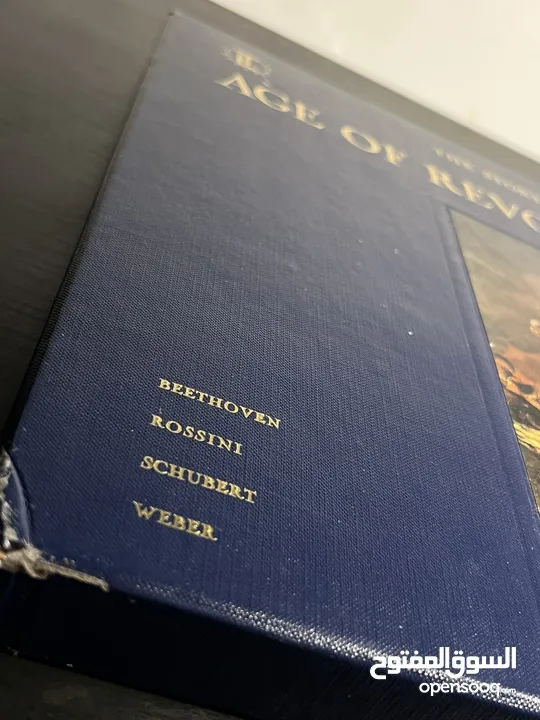 THE
AGE OF REVO
BEETHOVEN
ROSSINI
SCHUBERT
WEBER
السوق المفتوح
opensooq